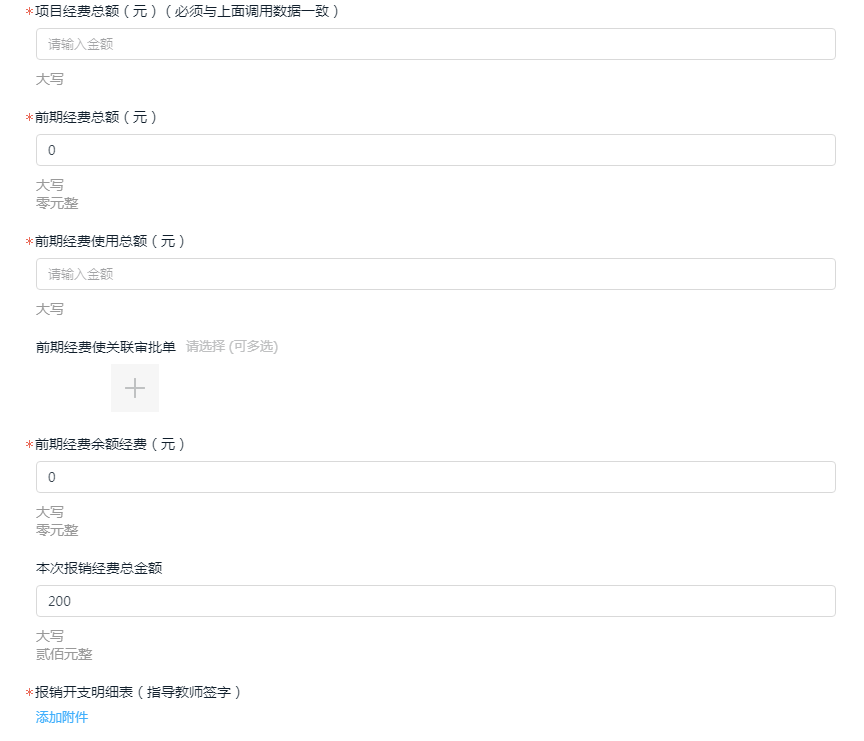 *项目经费总额（元）（必须与上面调用数据一致）
请输入金额
大写
*前期经费总额（元）
0
大写
零元整
*前期经费使用总额（元）
请输入金额
大写
前期经费使关联审批单 请选择 (可多选)
*前期经费余额经费（元）
0
大写
零元整
本次报销经费总金额
200
大写
贰佰元整
*报销开支明细表（指导教师签字）
添加附件